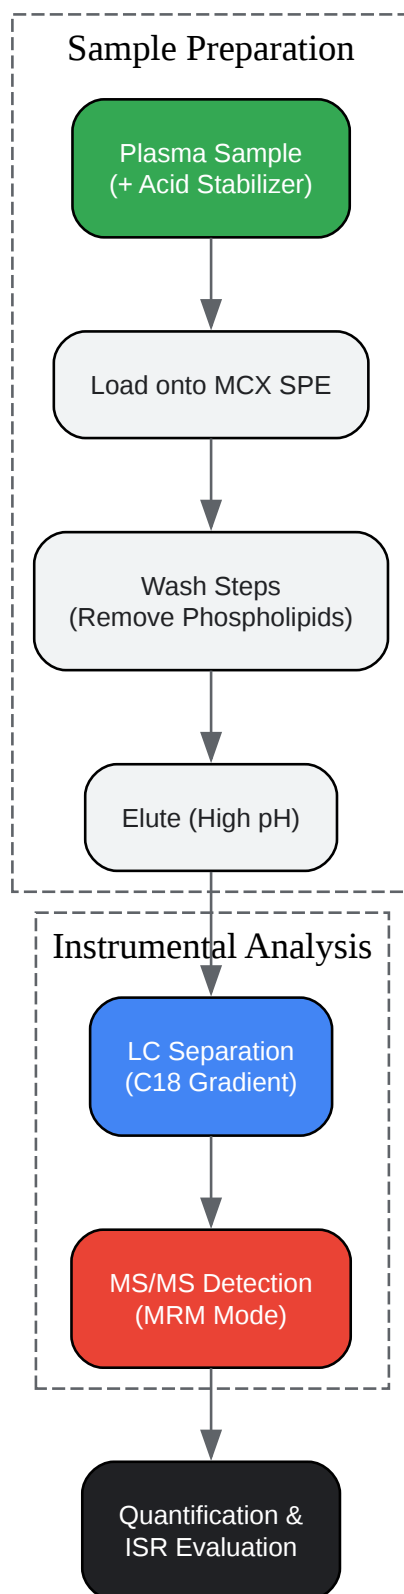 Sample Preparation
Plasma Sample
(+ Acid Stabilizer)
Load onto MCX SPE
Wash Steps
(Remove Phospholipids)
Elute (High pH)
Instrumental Analysis
LC Separation
(C18 Gradient)
MS/MS Detection
(MRM Mode)
Quantification &
ISR Evaluation